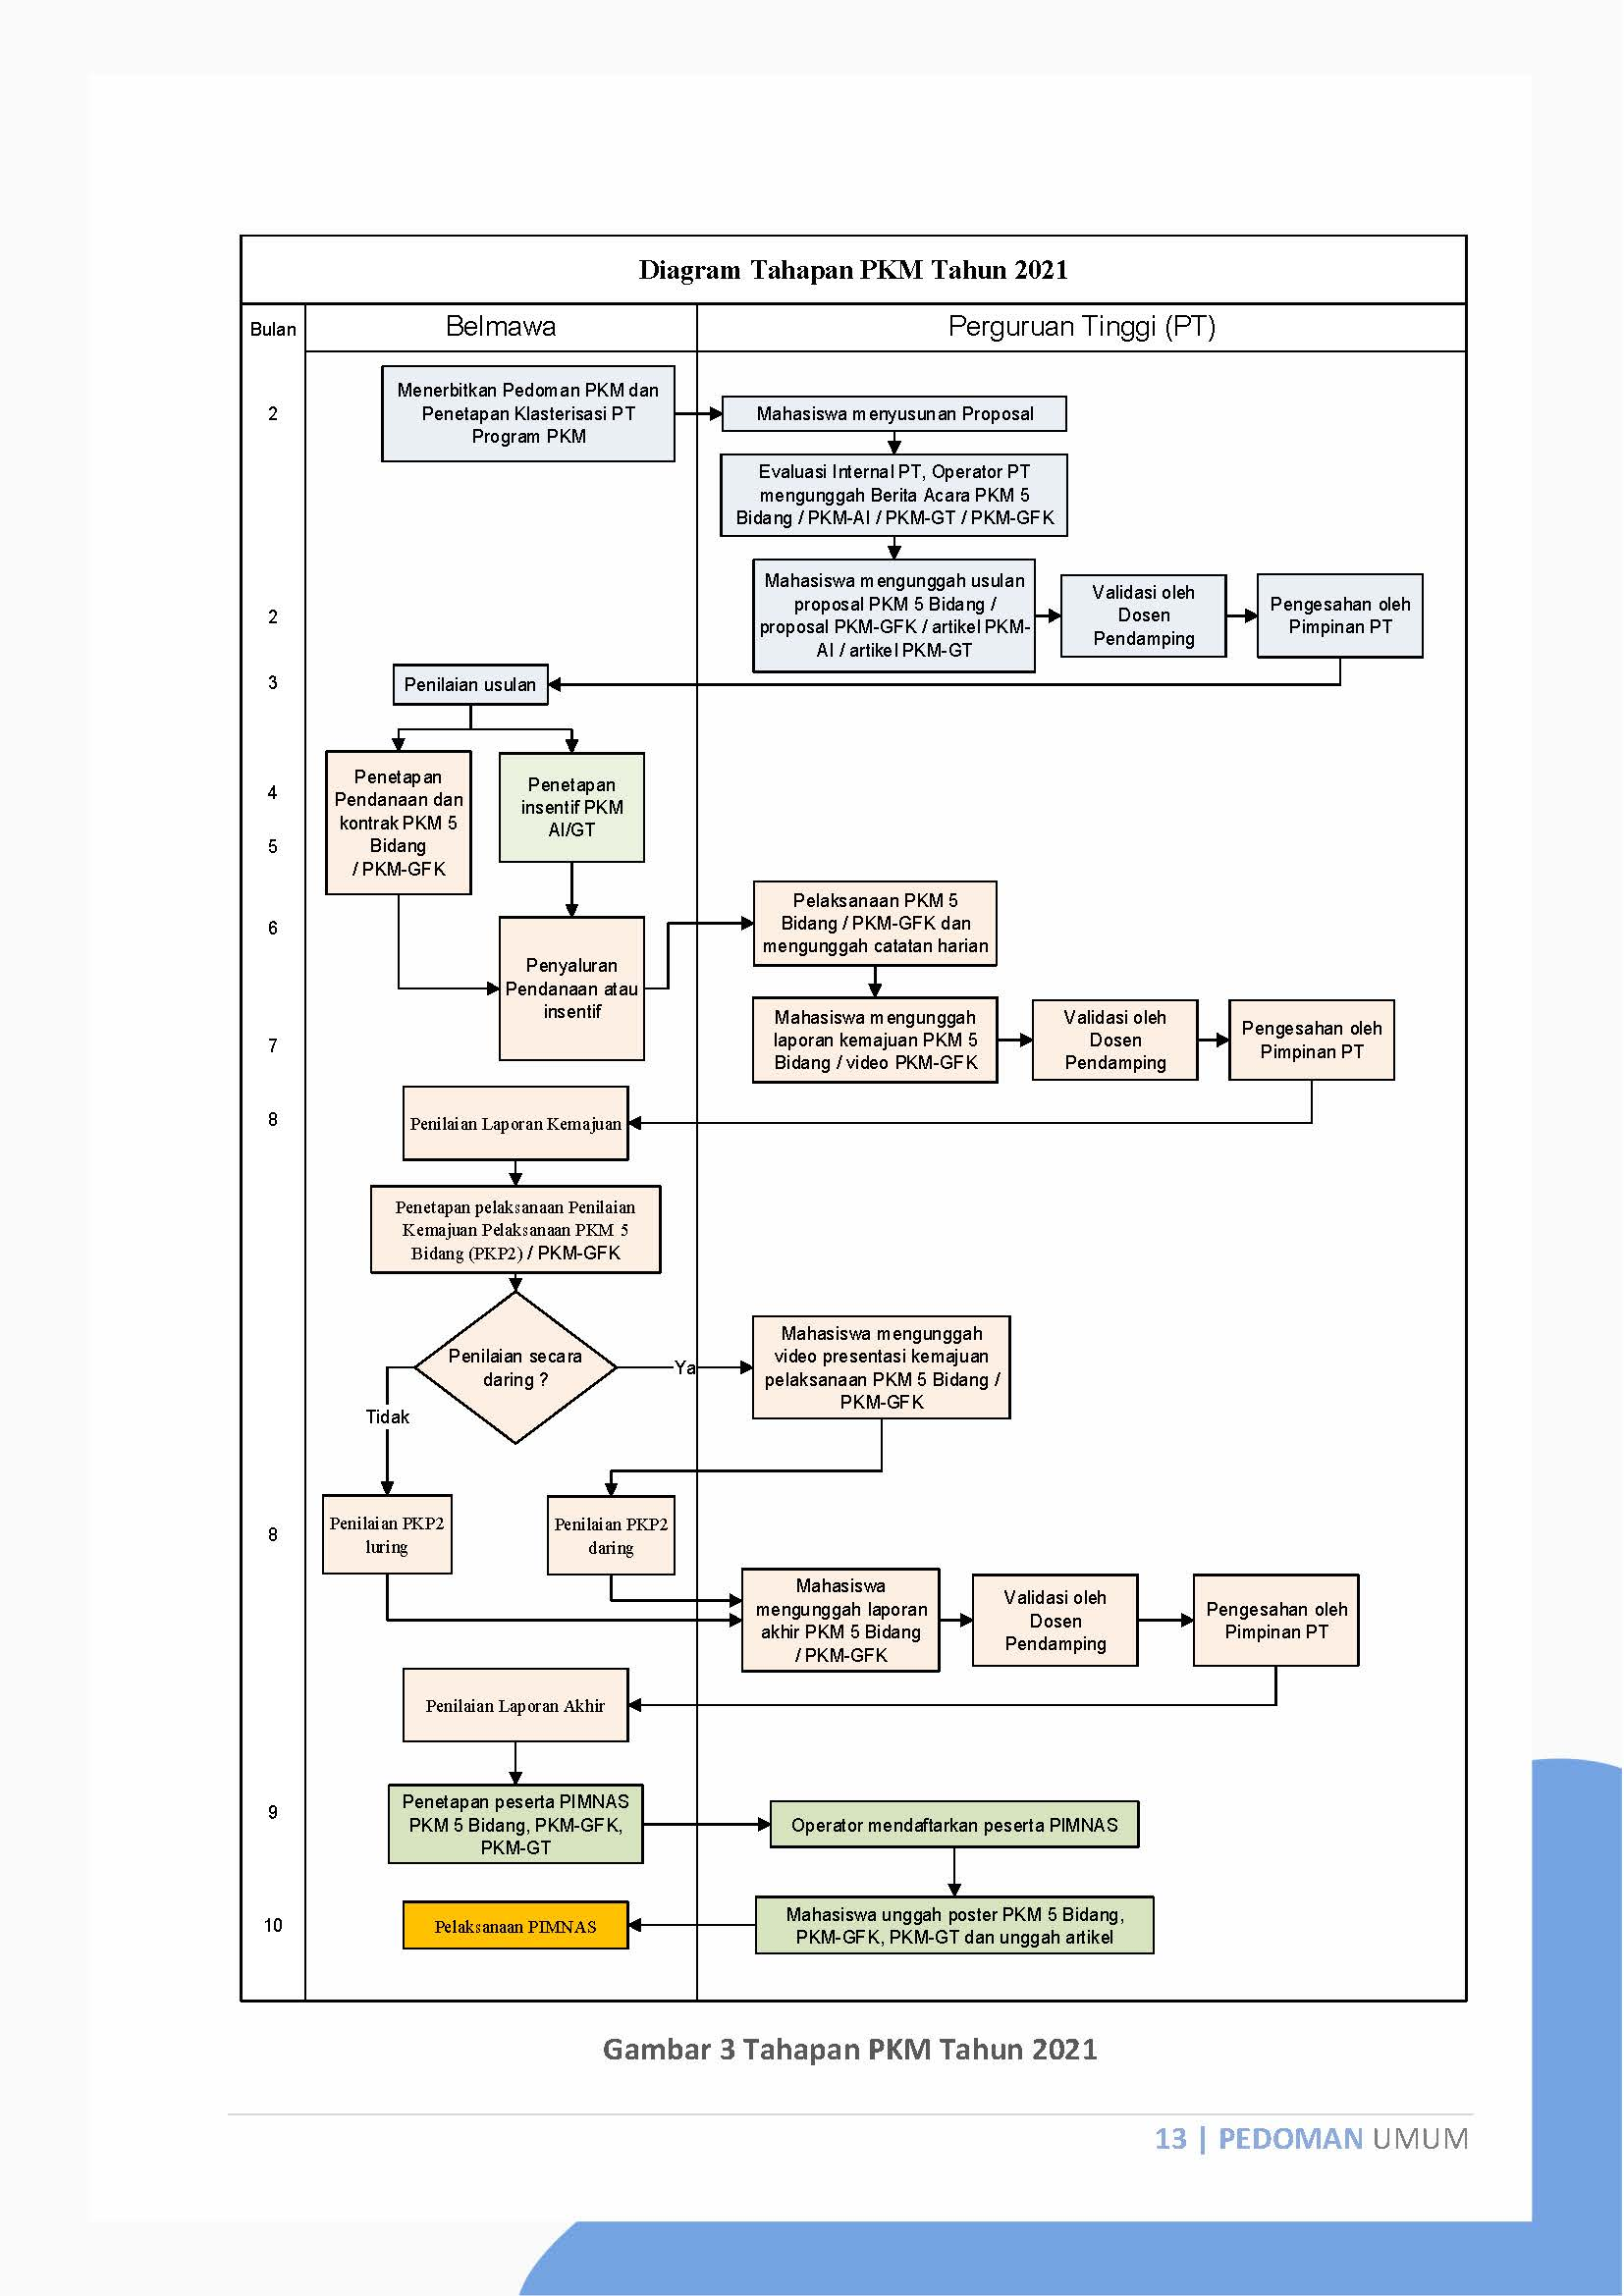 Diagram Tahapan PKM Tahun 2021
Bulan
Belmawa
Perguruan Tinggi (PT)
2
Menerbitkan Pedoman PKM dan
Penetapan Klasterisasi PT
Program PKM
Mahasiswa menyusunan Proposal
Evaluasi Internal PT, Operator PT
mengunggah Berita Acara PKM 5
Bidang / PKM-AI / PKM-GT / PKM-GFK
2
Mahasiswa mengunggah usulan
proposal PKM 5 Bidang /
proposal PKM-GFK / artikel PKM-
AI / artikel PKM-GT
Validasi oleh
Dosen
Pendamping
Pengesahan oleh
Pimpinan PT
3
Penilaian usulan
4
5
Penetapan
Pendanaan dan
kontrak PKM 5
Bidang
/ PKM-GFK
Penetapan
insentif PKM
AI/GT
6
Penyaluran
Pendanaan atau
insentif
Pelaksanaan PKM 5
Bidang / PKM-GFK dan
mengunggah catatan harian
7
Mahasiswa mengunggah
laporan kemajuan PKM 5
Bidang / video PKM-GFK
Validasi oleh
Dosen
Pendamping
Pengesahan oleh
Pimpinan PT
8
Penilaian Laporan Kemajuan
Penetapan pelaksanaan Penilaian
Kemajuan Pelaksanaan PKM 5
Bidang (PKP2) / PKM-GFK
Penilaian secara
daring ?
Ya
Tidak
Mahasiswa mengunggah
video presentasi kemajuan
pelaksanaan PKM 5 Bidang /
PKM-GFK
8
Penilaian PKP2
luring
Penilaian PKP2
daring
Mahasiswa
mengunggah laporan
akhir PKM 5 Bidang
/ PKM-GFK
Validasi oleh
Dosen
Pendamping
Pengesahan oleh
Pimpinan PT
Penilaian Laporan Akhir
9
Penetapan peserta PIMNAS
PKM 5 Bidang, PKM-GFK,
PKM-GT
Operator mendaftarkan peserta PIMNAS
10
Pelaksanaan PIMNAS
Mahasiswa unggah poster PKM 5 Bidang,
PKM-GFK, PKM-GT dan unggah artikel
Gambar 3 Tahapan PKM Tahun 2021
13 | PEDOMAN UMUM